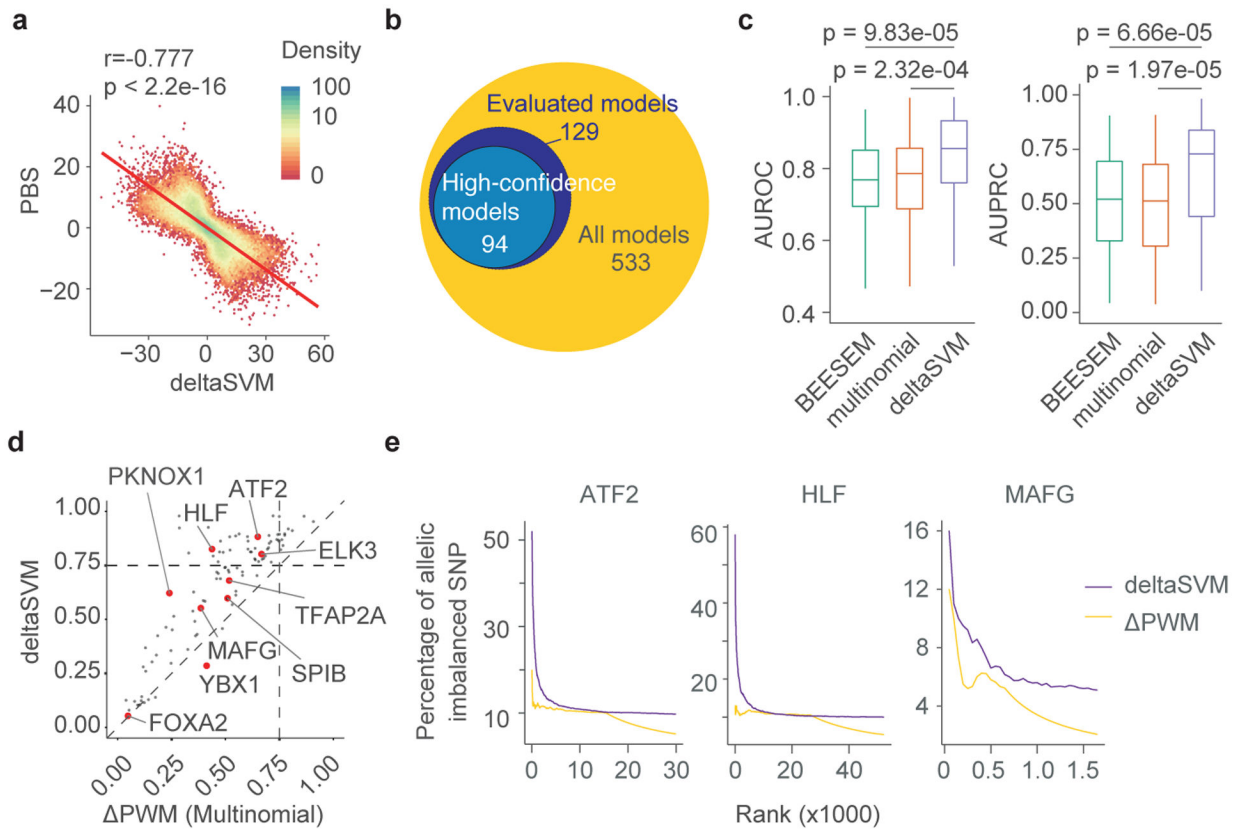 a
r=-0.777
p < 2.2e-16
Density
100
10
0
PBS
40
20
0
−20
−30
0
30
60
deltaSVM
b
Evaluated models
129
High-confidence
models
94
All models
533
c
p = 9.83e-05
p = 2.32e-04
AUROC
1.0
0.8
0.6
0.4
BEESEM
multinomial
deltaSVM
p = 6.66e-05
p = 1.97e-05
AUPRC
1.00
0.75
0.50
0.25
0.00
BEESEM
multinomial
deltaSVM
d
deltaSVM
1.00
0.75
0.50
0.25
0.00
PKNOX1
HLF
ATF2
ELK3
TFAP2A
MAFG
SPIB
YBX1
FOXA2
0.00
0.25
0.50
0.75
1.00
ΔPWM (Multinomial)
e
Percentage of allelic
imbalanced SNP
ATF2
50
40
30
20
10
0
10
20
30
HLF
60
40
20
0
20
40
MAFG
16
12
8
4
0
0.5
1.0
1.5
Rank (x1000)
deltaSVM
ΔPWM